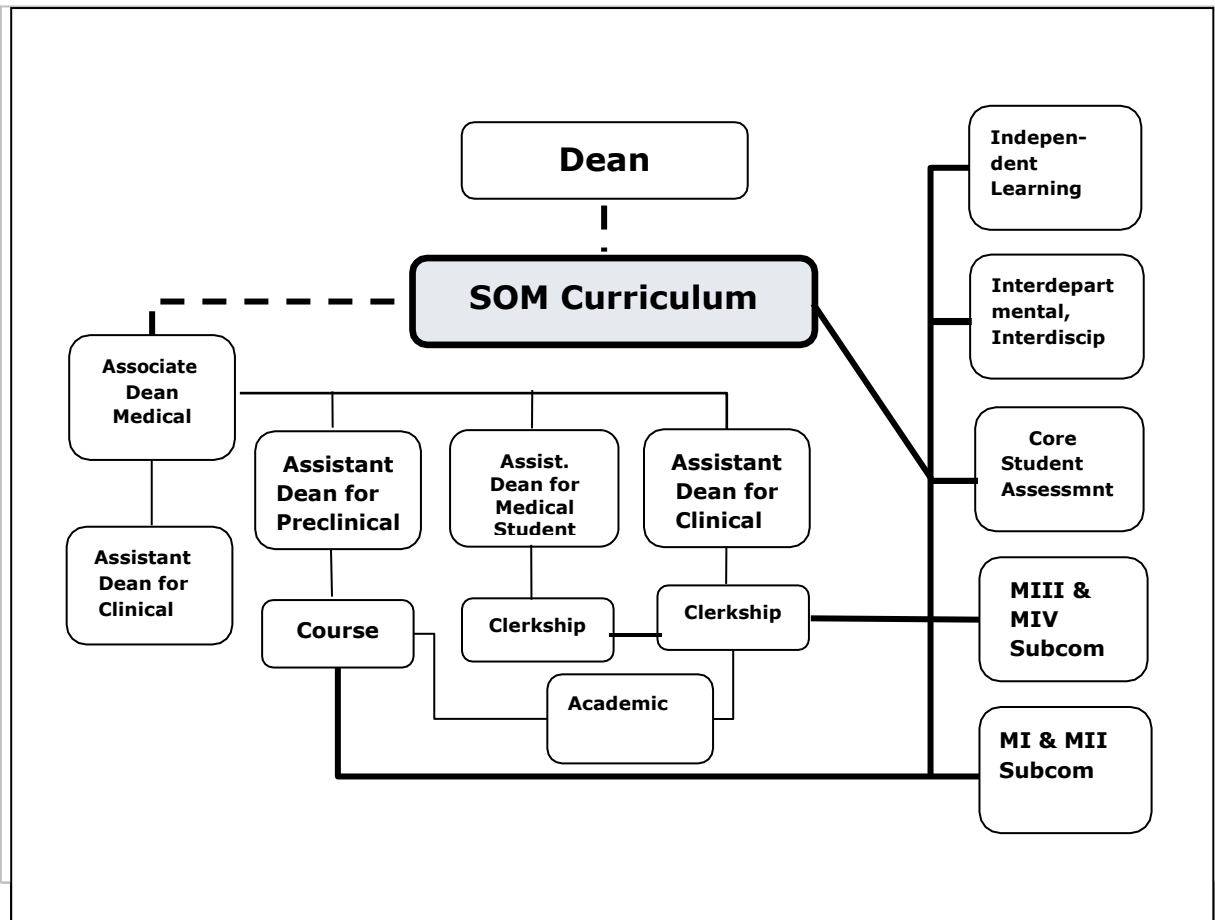 Dean
SOM Curriculum
Associate
Dean
Medical
Assistant
Dean for
Clinical
Assistant
Dean for
Preclinical
Assist.
Dean for
Medical
Student
Assistant
Dean for
Clinical
Course
Clerkship
Clerkship
Academic
Indepen-
dent
Learning
Interdepart
mental,
Interdiscip
Core
Student
Assessmnt
MIII &
MIV
Subcom
MI & MII
Subcom